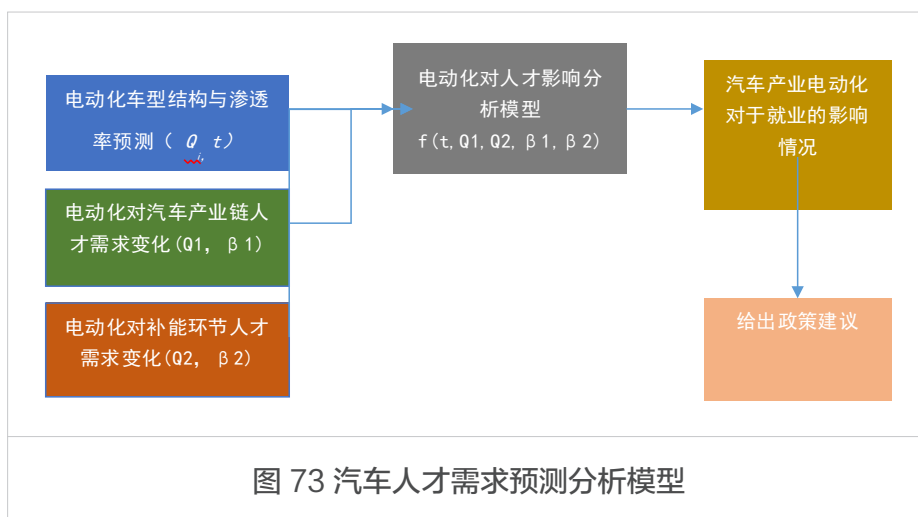 电动化车型结构与渗透
率预测（ Q i, t）
电动化对汽车产业链人
才需求变化(Q1, β1)
电动化对补能环节人才
需求变化(Q2, β2)
电动化对人才影响分
析模型
f(t,Q1,Q2,β1,β2)
汽车产业电动化
对于就业的影响
情况
给出政策建议
图 73 汽车人才需求预测分析模型